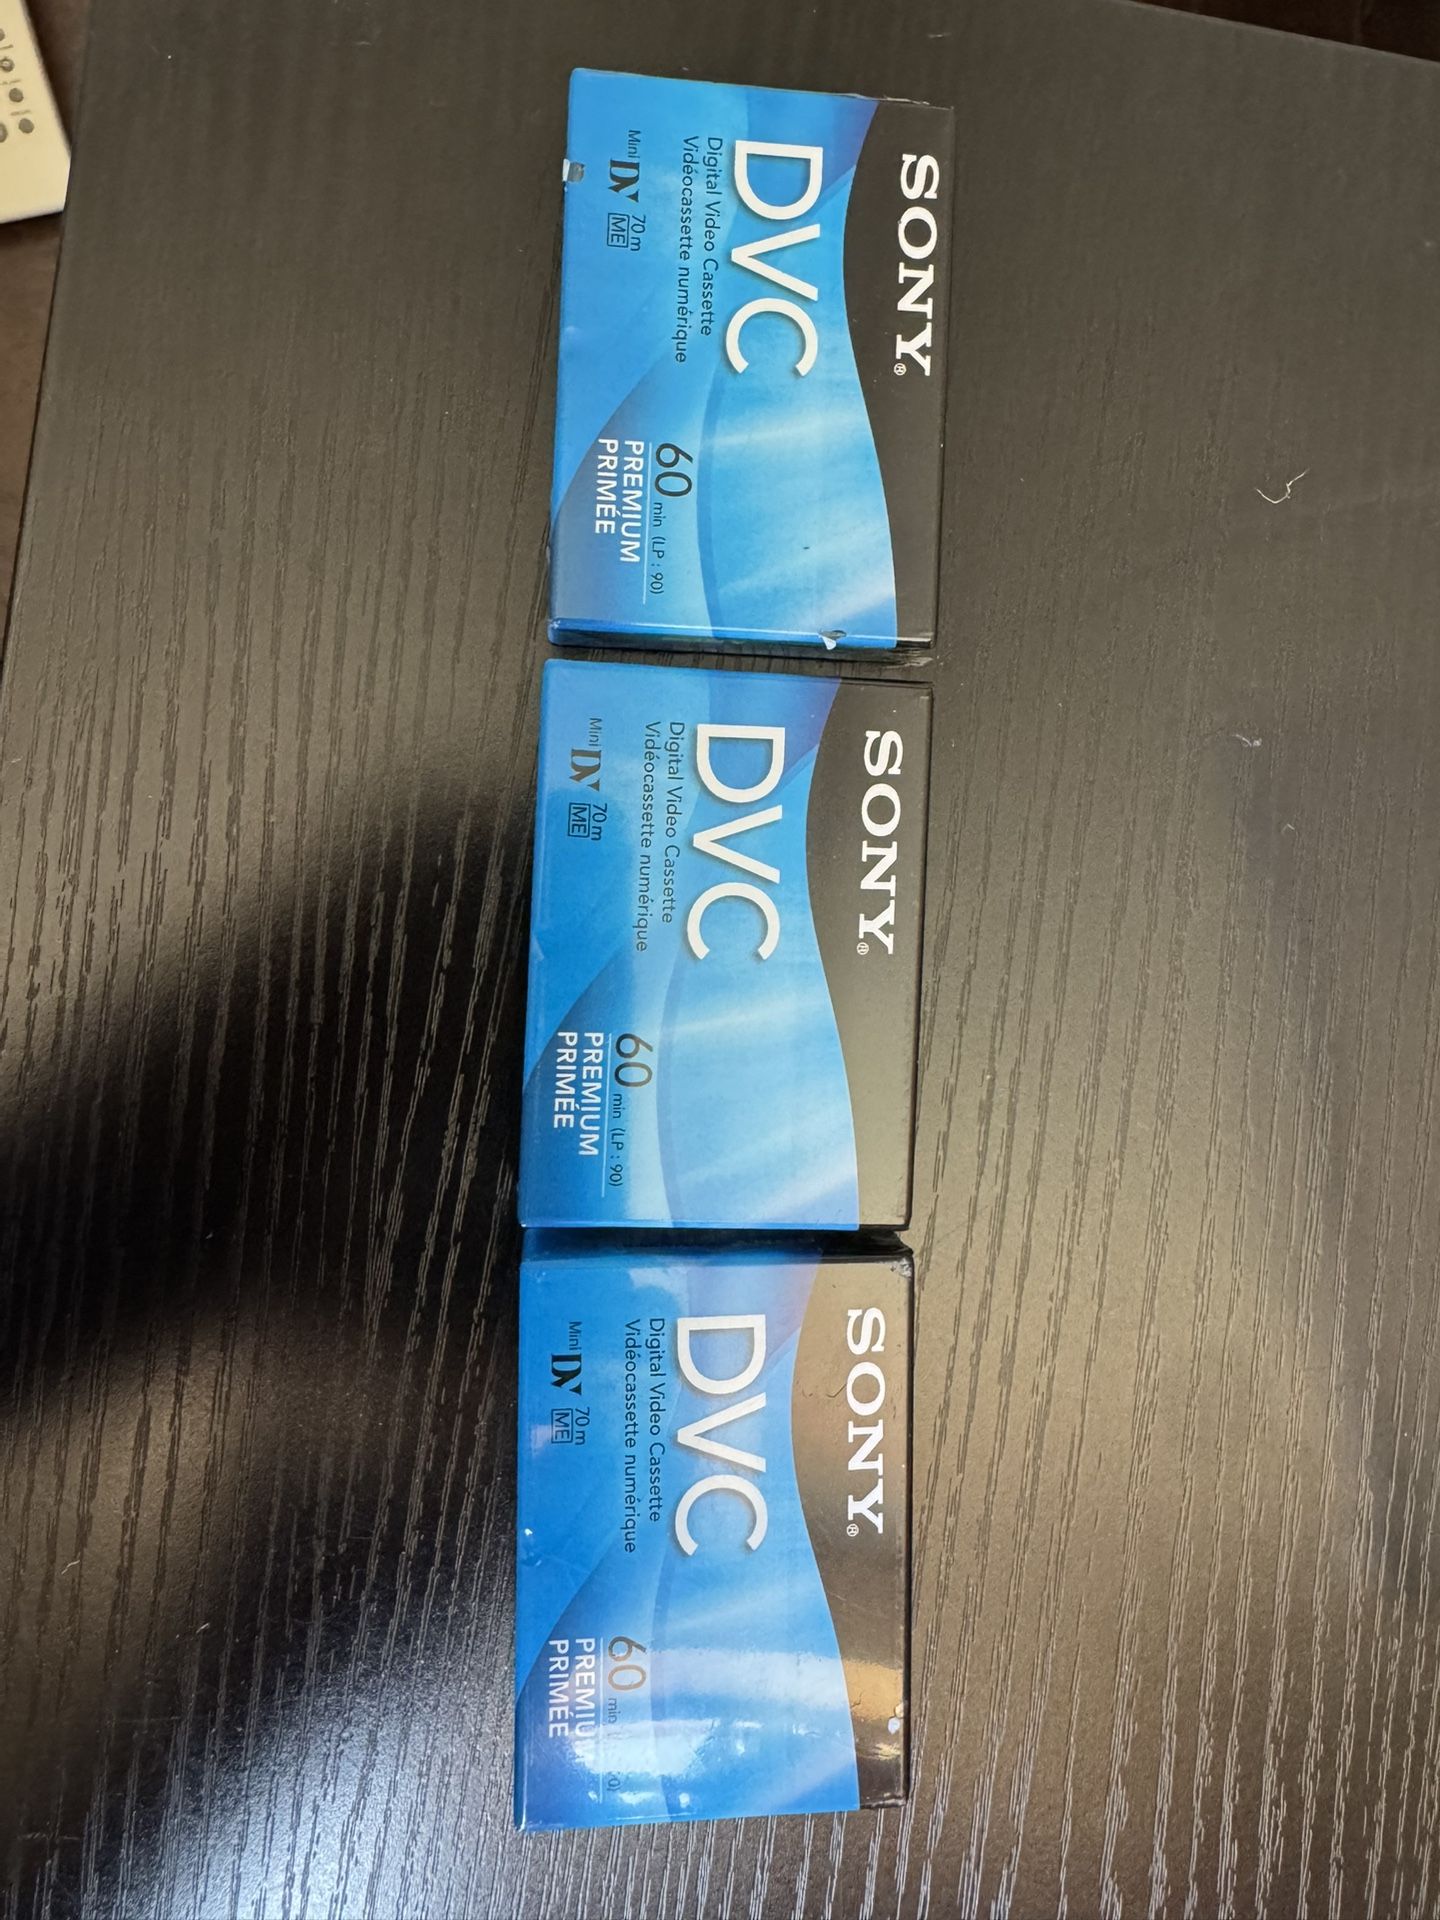 SONY®
DVC
Digital Video Cassette
Vidéocassette numérique
Mini DV 70m ME
60 min (LP : 90)
PREMIUM
PRIMÉE
SONY®
DVC
Digital Video Cassette
Vidéocassette numérique
Mini DV 70m ME
60 min (LP : 90)
PREMIUM
PRIMÉE
SONY®
DVC
Digital Video Cassette
Vidéocassette numérique
Mini DV 70m ME
60 min
PREMIUM
PRIMÉE